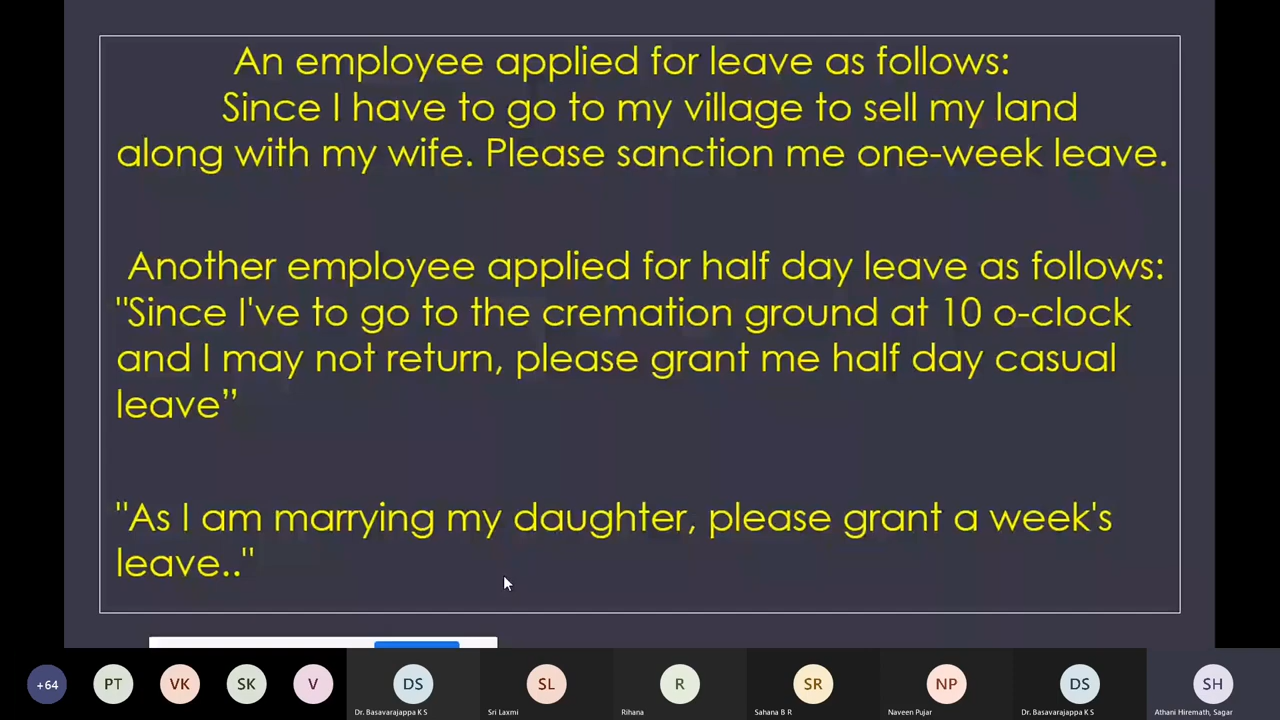 An employee applied for leave as follows:
Since I have to go to my village to sell my land
along with my wife. Please sanction me one-week leave.
Another employee applied for half day leave as follows:
"Since I've to go to the cremation ground at 10 o-clock
and I may not return, please grant me half day casual
leave”
"As I am marrying my daughter, please grant a week's
leave.."
+64 PT VK SK V DS SL R SR NP DS SH
Dr. Basavarajappa K S Sri Laxmi Rihana Sahana B R Naveen Pujar Dr. Basavarajappa K S Athani Hiremath, Sagar